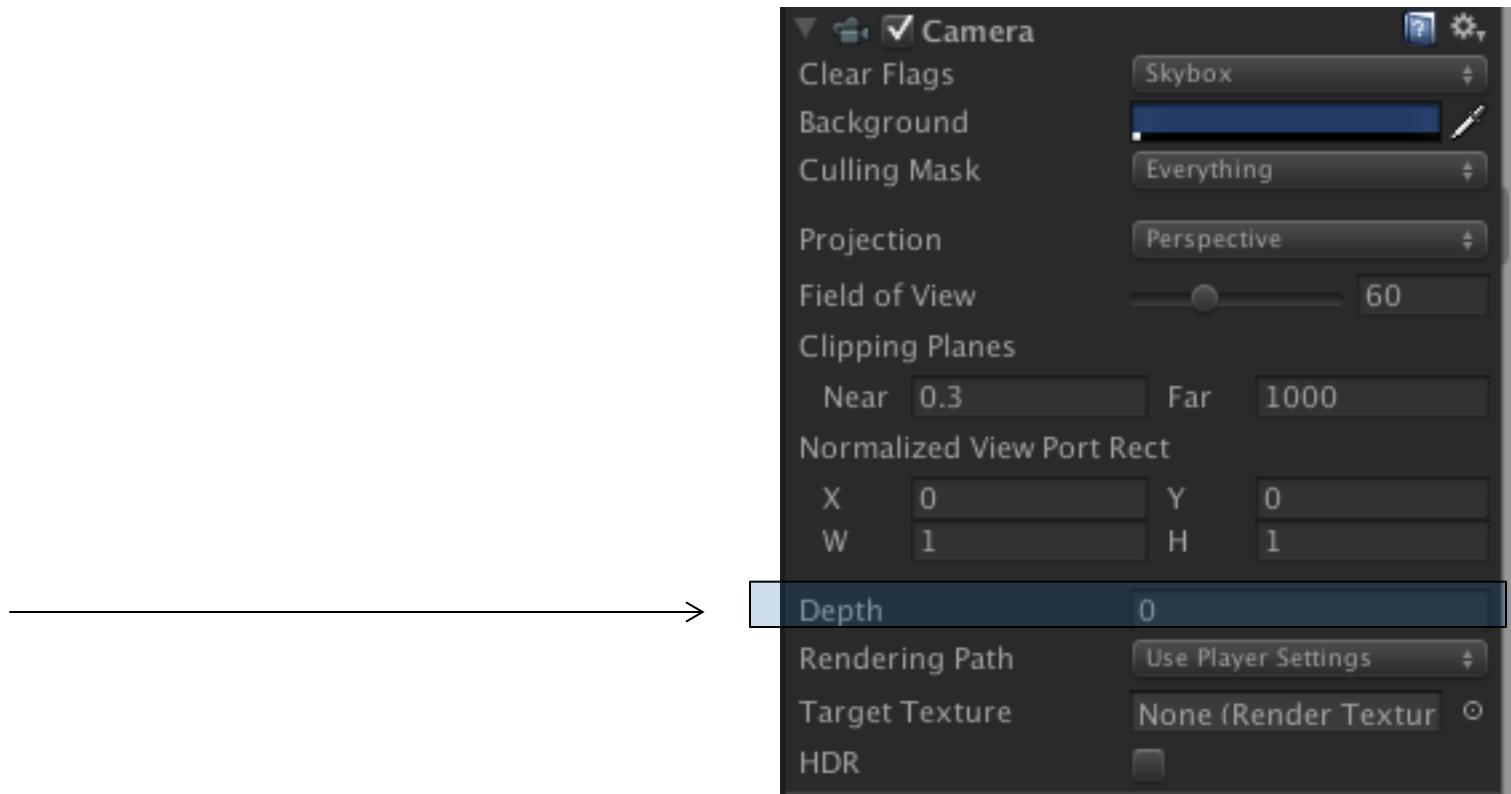 Camera ?
Clear Flags Skybox
Background
Culling Mask Everything
Projection Perspective
Field of View 60
Clipping Planes
Near 0.3 Far 1000
Normalized View Port Rect
X 0 Y 0
W 1 H 1
Depth 0
Rendering Path Use Player Settings
Target Texture None (Render Textur
HDR